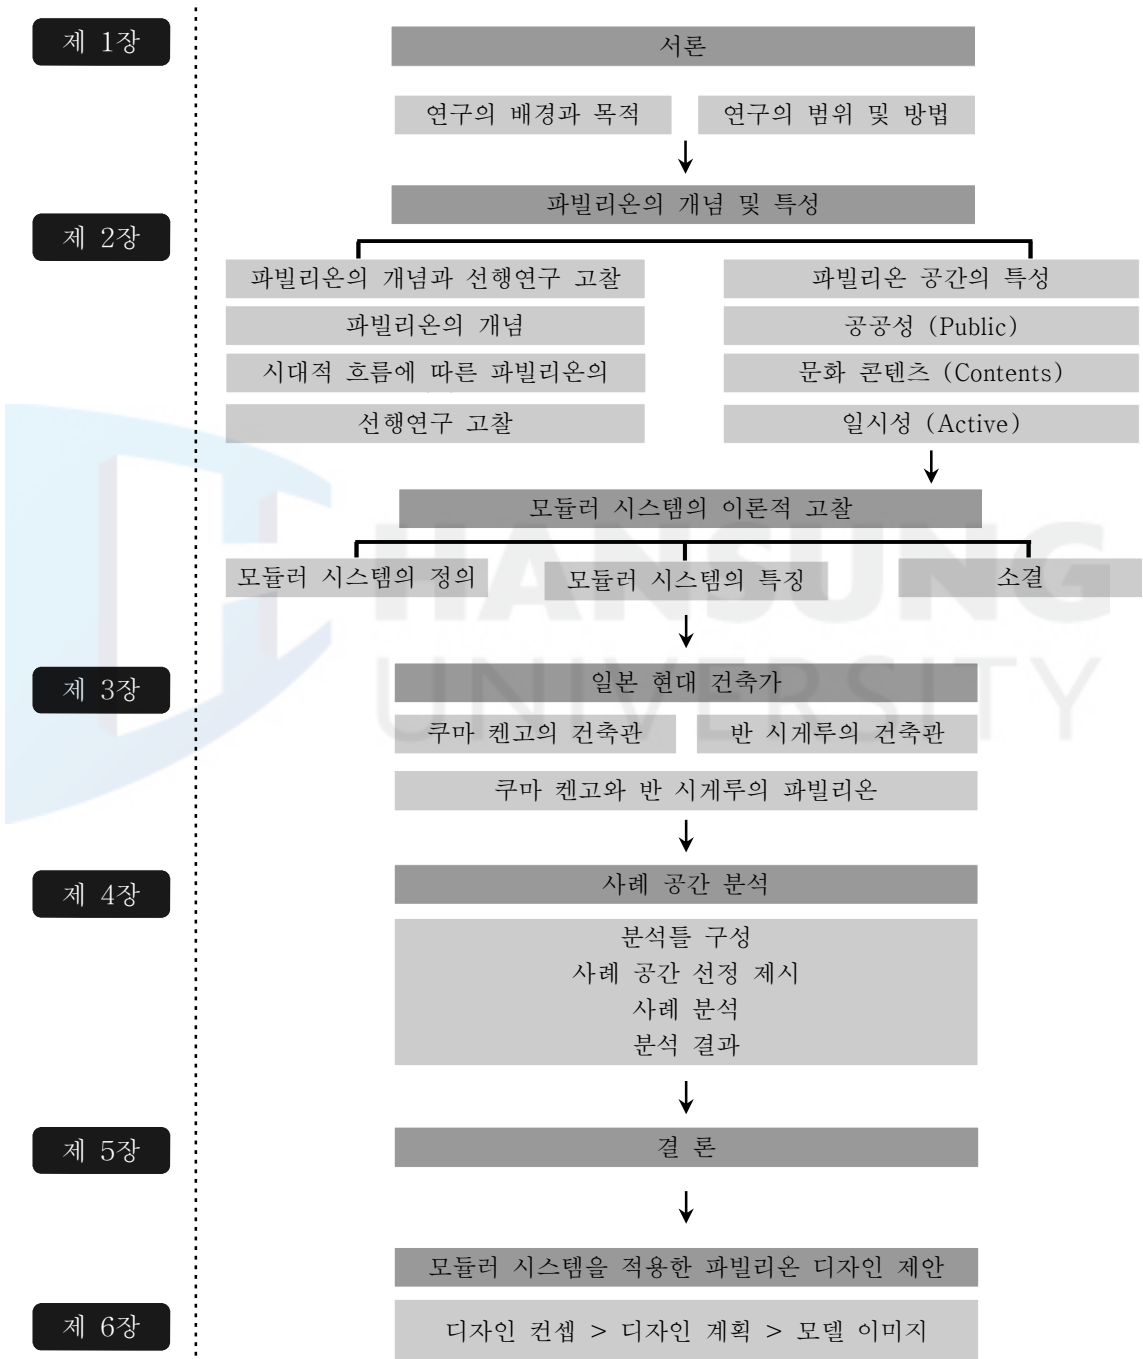 제 1장
서론
연구의 배경과 목적
연구의 범위 및 방법
제 2장
파빌리온의 개념 및 특성
파빌리온의 개념과 선행연구 고찰
파빌리온의 개념
시대적 흐름에 따른 파빌리온의
선행연구 고찰
파빌리온 공간의 특성
공공성 (Public)
문화 콘텐츠 (Contents)
일시성 (Active)
모듈러 시스템의 이론적 고찰
모듈러 시스템의 정의
모듈러 시스템의 특징
소결
HANSUNG
UNIVERSITY
제 3장
일본 현대 건축가
쿠마 켄고의 건축관
반 시게루의 건축관
쿠마 켄고와 반 시게루의 파빌리온
제 4장
사례 공간 분석
분석틀 구성
사례 공간 선정 제시
사례 분석
분석 결과
제 5장
결 론
모듈러 시스템을 적용한 파빌리온 디자인 제안
제 6장
디자인 컨셉 > 디자인 계획 > 모델 이미지